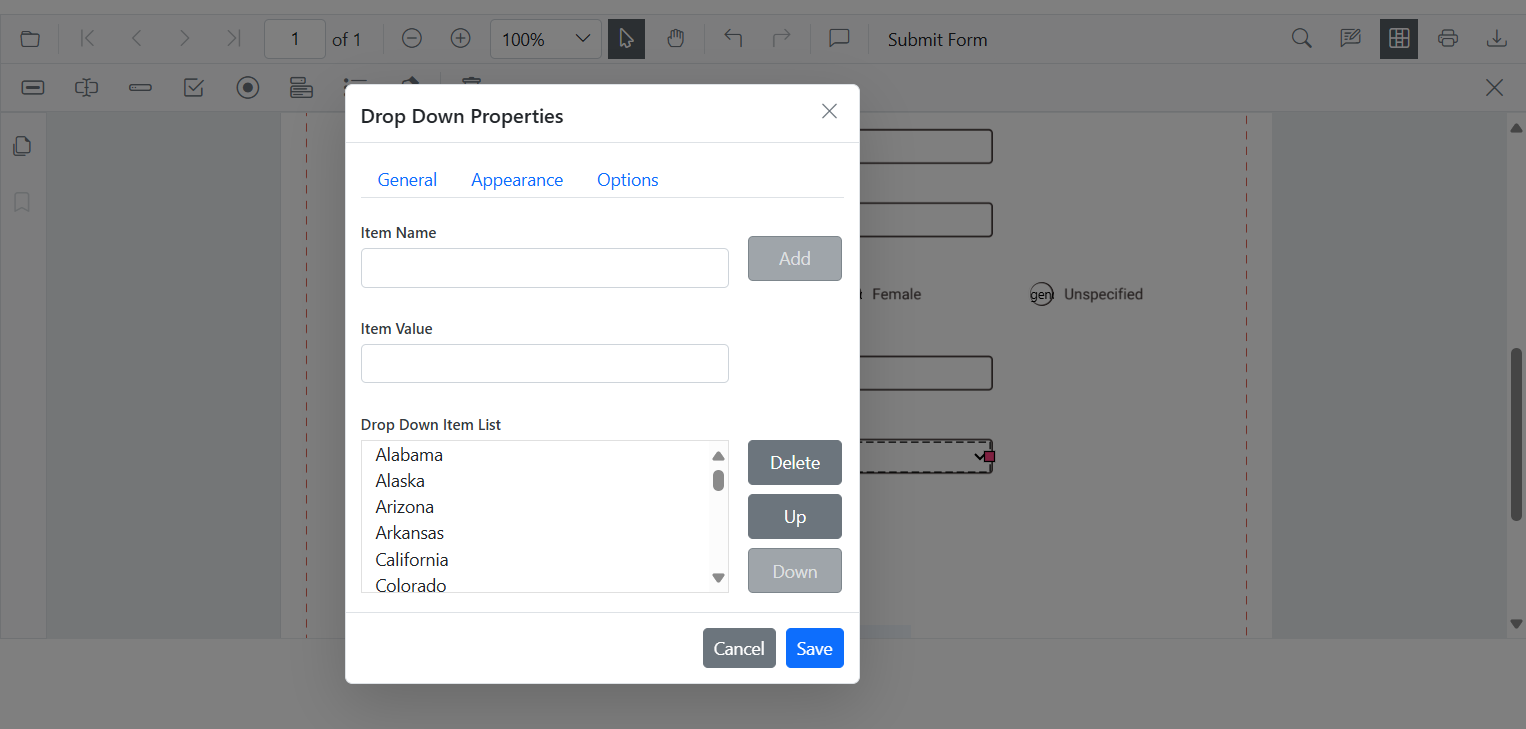 1 of 1 100% Submit Form
Drop Down Properties
General Appearance Options
Item Name
Add
Item Value
Drop Down Item List
Alabama
Alaska
Arizona
Arkansas
California
Colorado
Delete
Up
Down
Cancel Save
Female gen Unspecified